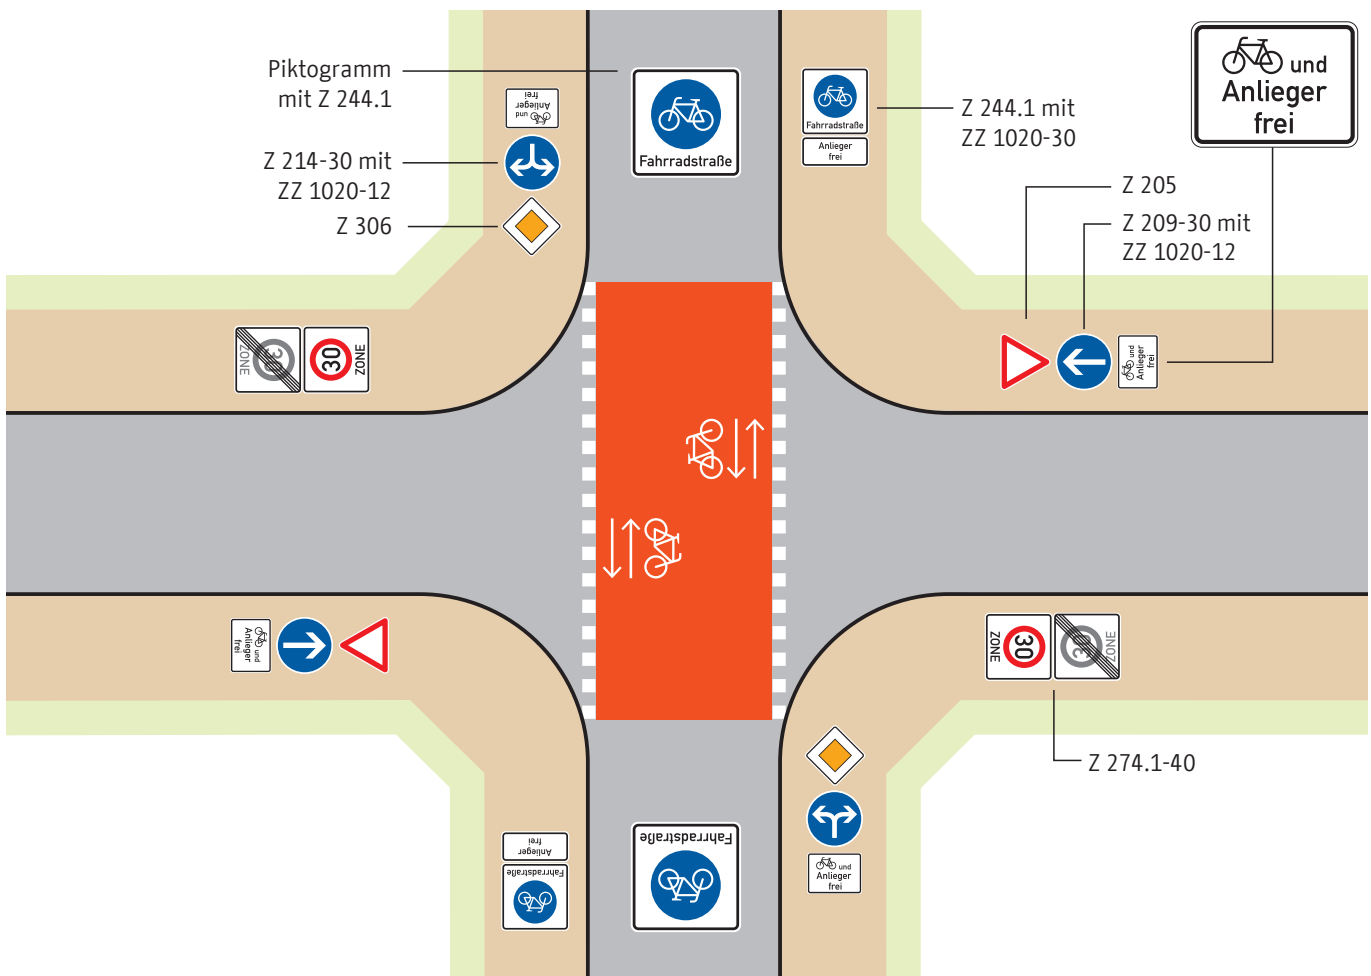 Piktogramm
mit Z 244.1
Z 214-30 mit
ZZ 1020-12
Z 306
und
Anlieger
frei
Fahrradstraße
Fahrradstraße
Anlieger
frei
Z 244.1 mit
ZZ 1020-30
und
Anlieger
frei
Z 205
Z 209-30 mit
ZZ 1020-12
30
ZONE
30
ZONE
und
Anlieger
frei
und
Anlieger
frei
30
ZONE
30
ZONE
Z 274.1-40
Anlieger
frei
Fahrradstraße
Fahrradstraße
und
Anlieger
frei